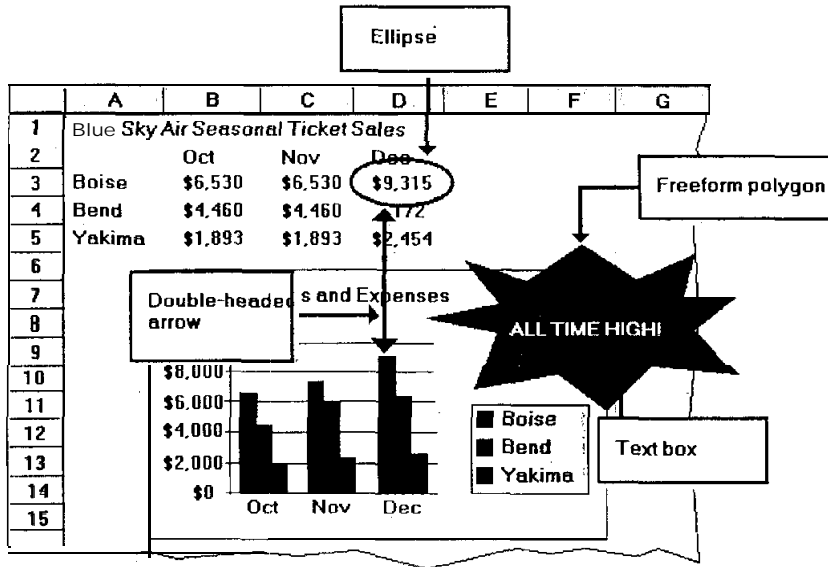 Ellipse
A B C D E F G
1 Blue Sky Air Seasonal Ticket Sales
2 Oct Nov Dec
3 Boise $6,530 $6,530 $9,315
4 Bend $4,460 $4,460 172
5 Yakima $1,893 $1,893 $2,454
6
Freeform polygon
7
8
9
10
11
12
13
14
15
Double-headed
arrow
s and Expenses
ALL TIME HIGH!
$8,000
$6,000
$4,000
$2,000
$0
Oct Nov Dec
Boise
Bend
Yakima
Text box